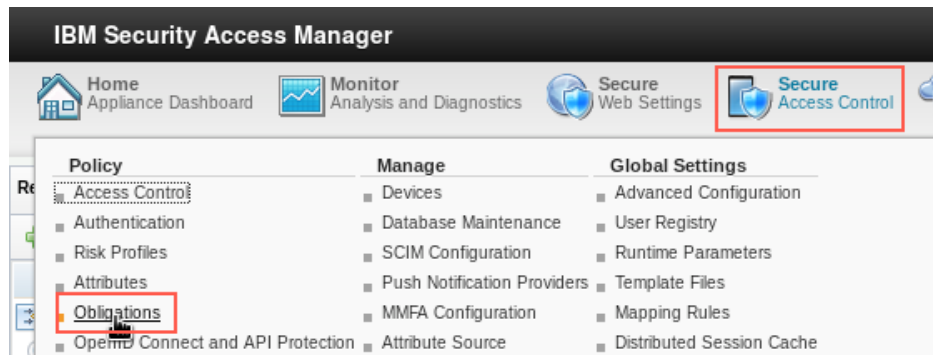 IBM Security Access Manager
Home
Appliance Dashboard
Monitor
Analysis and Diagnostics
Secure
Web Settings
Secure
Access Control
Policy
Manage
Global Settings
Re
Access Control
Devices
Advanced Configuration
Authentication
Database Maintenance
User Registry
Risk Profiles
SCIM Configuration
Runtime Parameters
Attributes
Push Notification Providers
Template Files
Obligations
MMFA Configuration
Mapping Rules
OpenID Connect and API Protection
Attribute Source
Distributed Session Cache